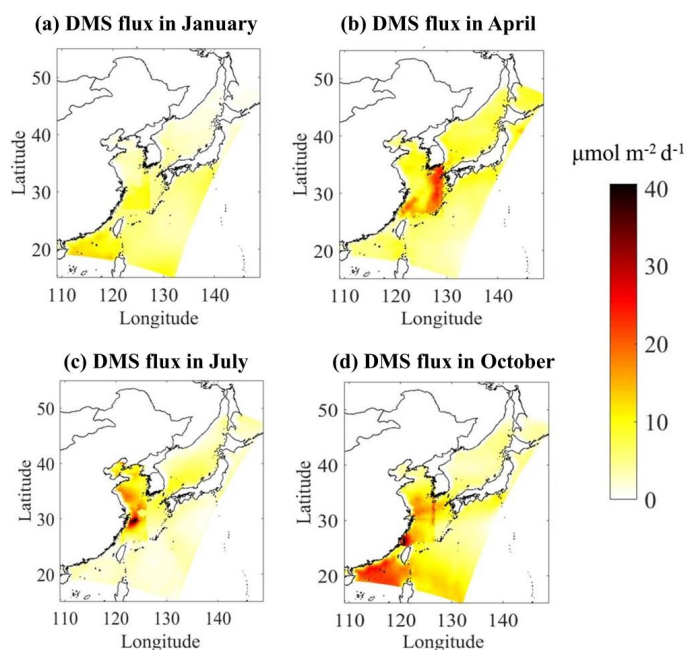 (a) DMS flux in January
(b) DMS flux in April
50
40
30
20
Latitude
110 120 130 140
Longitude
50
40
30
20
Latitude
110 120 130 140
Longitude
µmol m⁻² d⁻¹
40
30
20
10
0
(c) DMS flux in July
(d) DMS flux in October
50
40
30
20
Latitude
110 120 130 140
Longitude
50
40
30
20
Latitude
110 120 130 140
Longitude